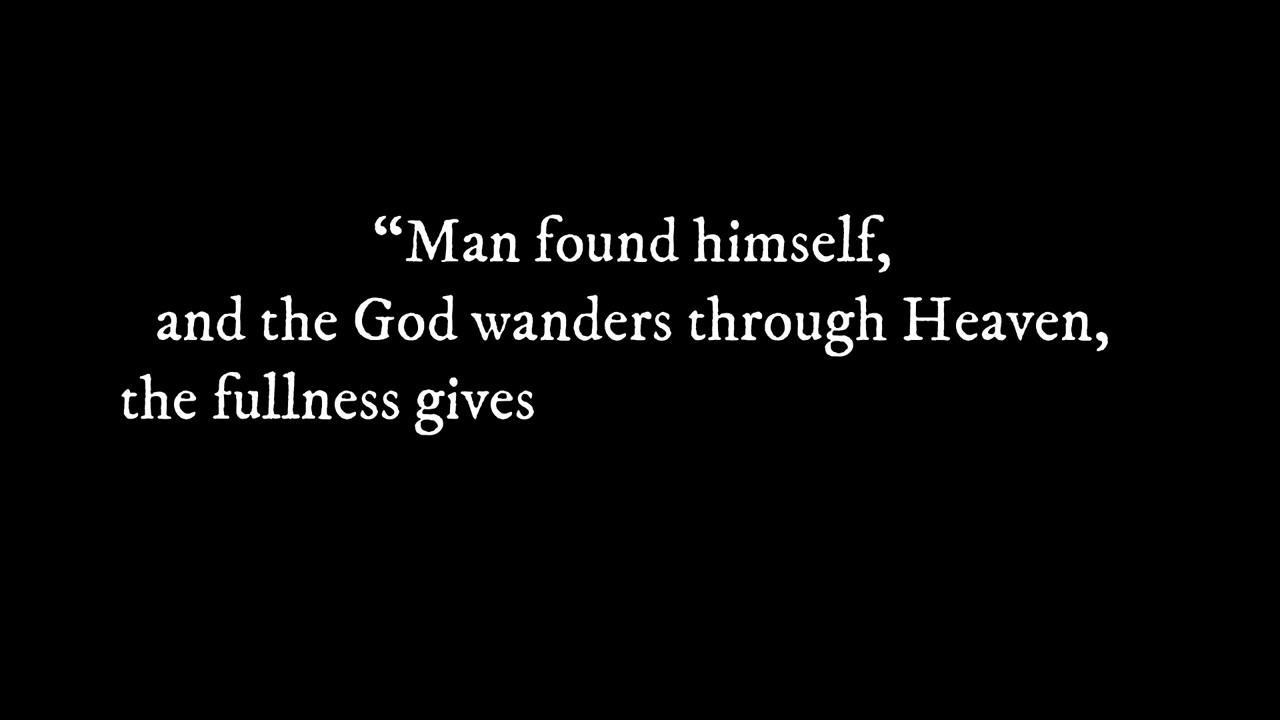 “Man found himself,
and the God wanders through Heaven,
the fullness gives